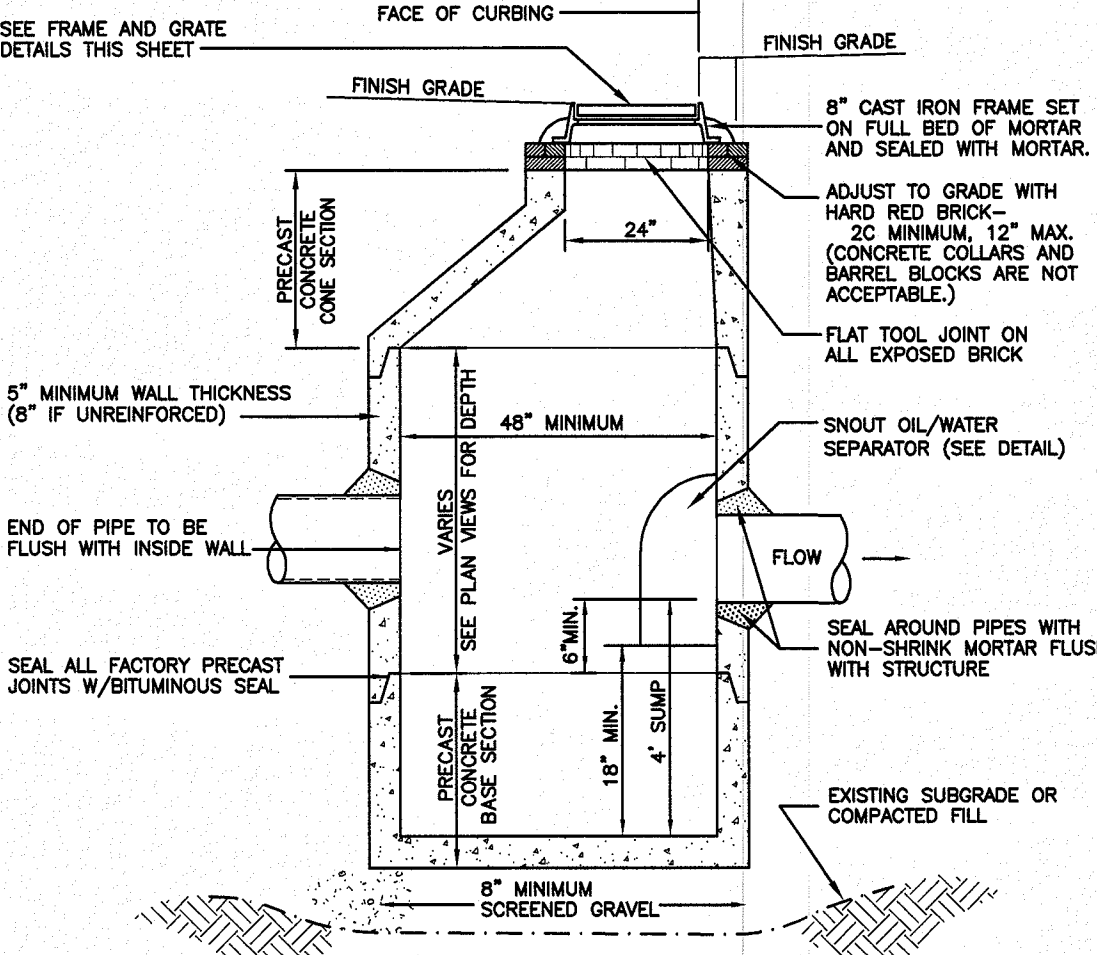 FACE OF CURBING
SEE FRAME AND GRATE
DETAILS THIS SHEET
FINISH GRADE
FINISH GRADE
8" CAST IRON FRAME SET
ON FULL BED OF MORTAR
AND SEALED WITH MORTAR.
ADJUST TO GRADE WITH
HARD RED BRICK-
2C MINIMUM, 12" MAX.
(CONCRETE COLLARS AND
BARREL BLOCKS ARE NOT
ACCEPTABLE.)
24"
PRECAST
CONCRETE
CONE SECTION
FLAT TOOL JOINT ON
ALL EXPOSED BRICK
5" MINIMUM WALL THICKNESS
(8" IF UNREINFORCED)
48" MINIMUM
VARIES
SEE PLAN VIEWS FOR DEPTH
SNOUT OIL/WATER
SEPARATOR (SEE DETAIL)
END OF PIPE TO BE
FLUSH WITH INSIDE WALL
FLOW
6"MIN.
SEAL AROUND PIPES WITH
NON-SHRINK MORTAR FLUS
WITH STRUCTURE
SEAL ALL FACTORY PRECAST
JOINTS W/BITUMINOUS SEAL
PRECAST
CONCRETE
BASE SECTION
18" MIN.
4' SUMP
EXISTING SUBGRADE OR
COMPACTED FILL
8" MINIMUM
SCREENED GRAVEL